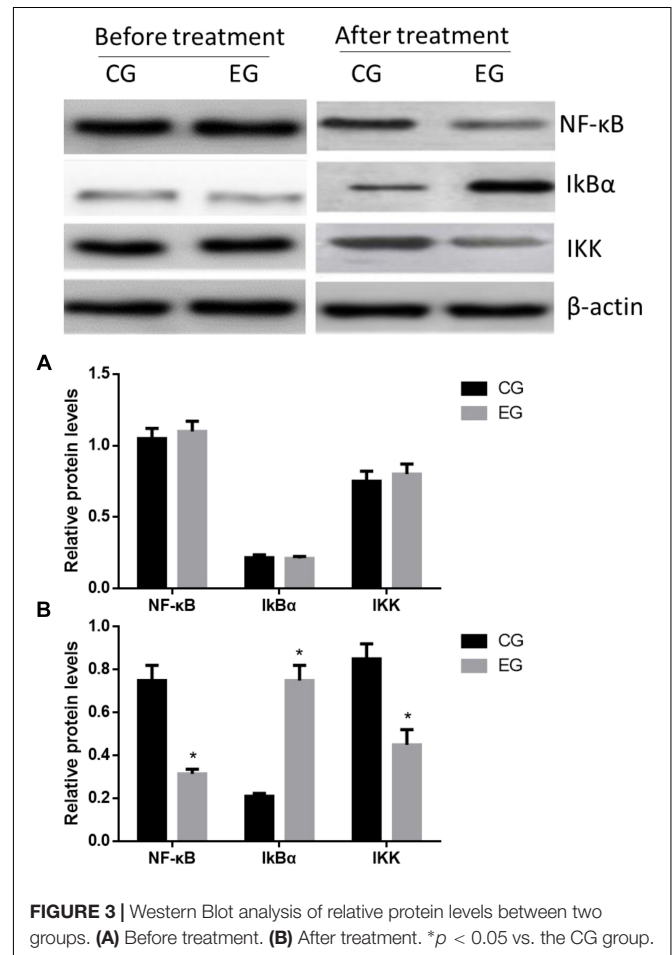 Before treatment After treatment
CG EG CG EG
NF-κB
IkBα
IKK
β-actin
A
1.5
1.0
0.5
0.0
Relative protein levels
NF-κB IkBα IKK
CG
EG
B
1.0
0.8
0.6
0.4
0.2
0.0
Relative protein levels
* * *
NF-κB IkBα IKK
CG
EG
FIGURE 3 | Western Blot analysis of relative protein levels between two
groups. (A) Before treatment. (B) After treatment. *p < 0.05 vs. the CG group.